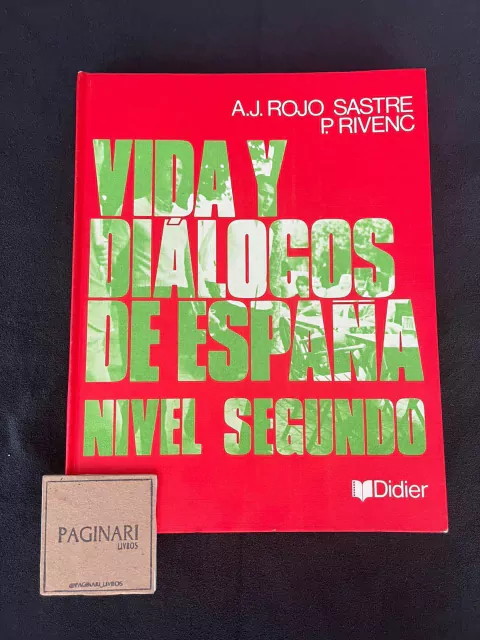 A.J. ROJO SASTRE
P. RIVENC
VIDA Y
DIÁLOGOS
DE ESPAÑA
NIVEL SEGUNDO
Didier
PAGINARI
LIVROS
@PAGINARI_LIVROS